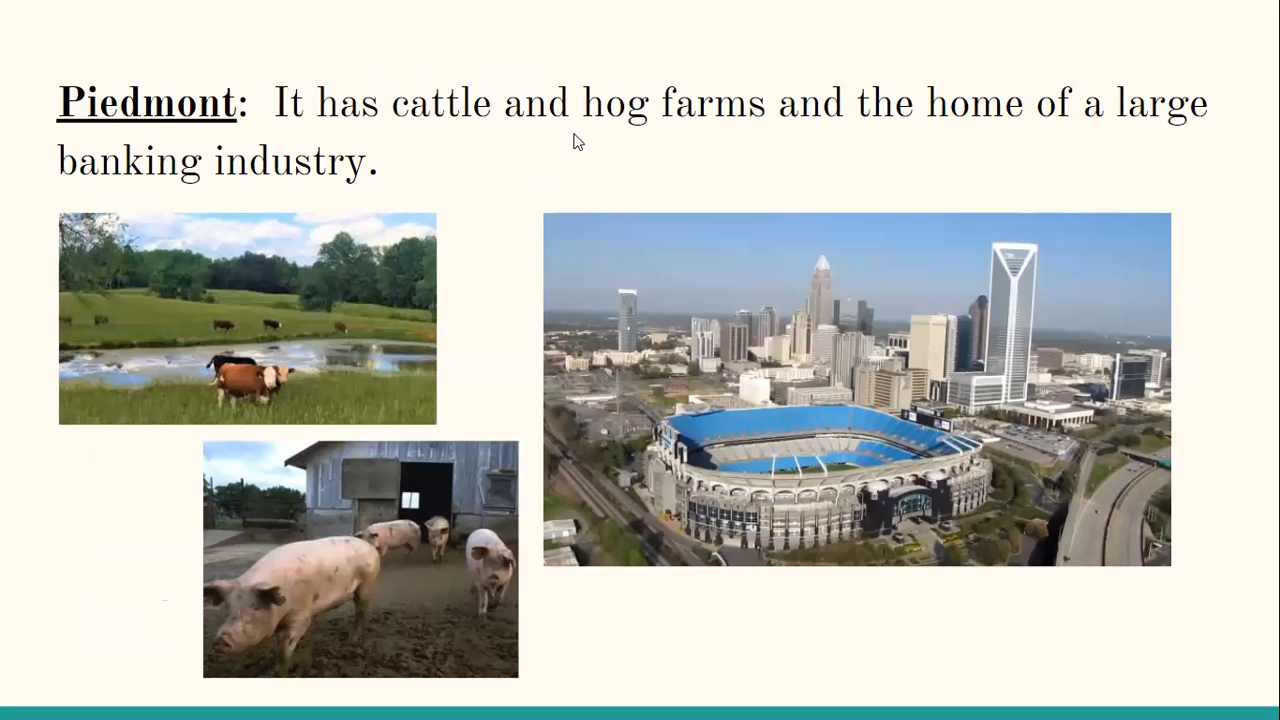 Piedmont: It has cattle and hog farms and the home of a large
banking industry.